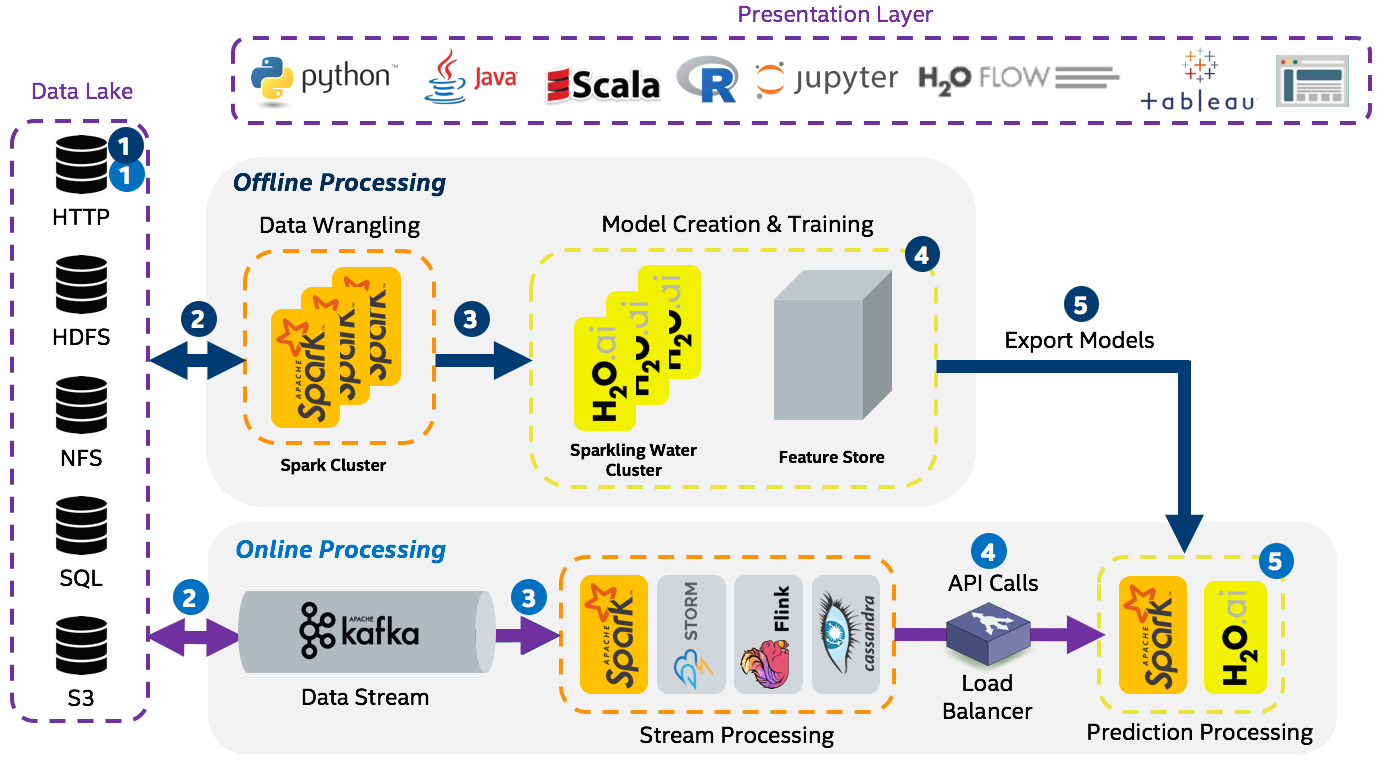 Presentation Layer
python™
Java
Scala
R
jupyter
H2O FLOW
+tableau
Data Lake
1
1
HTTP
HDFS
NFS
SQL
S3
Offline Processing
Data Wrangling
2
APACHE
Spark™
Spark
Spark
Spark Cluster
3
Model Creation & Training
4
H2O.ai
H2O.ai
H2O.ai
Sparkling Water
Cluster
Feature Store
5
Export Models
Online Processing
2
APACHE
kafka
Data Stream
3
APACHE
Spark™
STORM
Flink
cassandra
Stream Processing
4
API Calls
Load
Balancer
5
APACHE
Spark™
H2O.ai
Prediction Processing